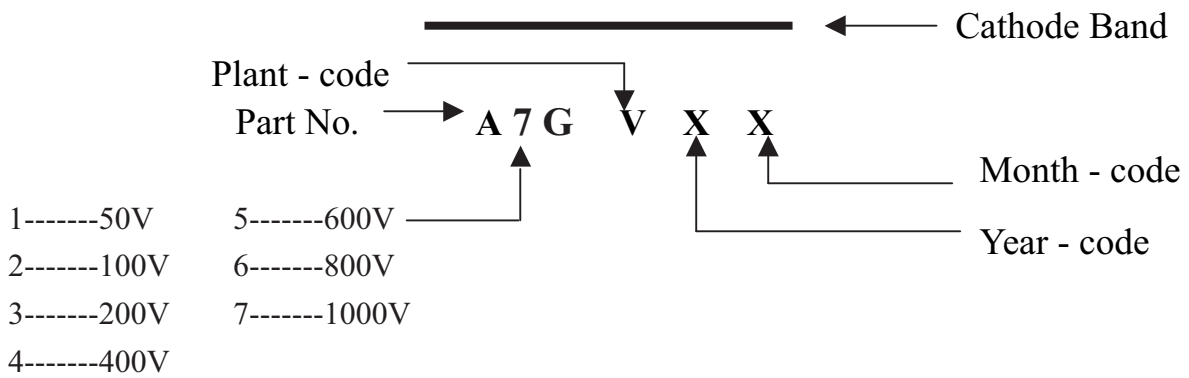 Cathode Band
Plant - code
Part No. A 7 G V X X
Month - code
Year - code
1-------50V 5-------600V
2-------100V 6-------800V
3-------200V 7-------1000V
4-------400V